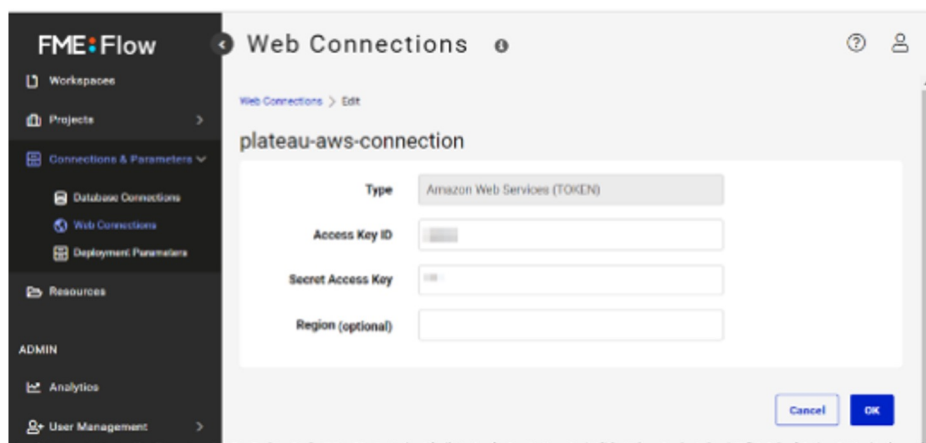 FME Flow
Web Connections
Workspaces
Projects
Connections & Parameters
Database Connections
Web Connections
Deployment Parameters
Resources
ADMIN
Analytics
User Management
Web Connections > Edit
plateau-aws-connection
Type
Amazon Web Services (TOKEN)
Access Key ID
Secret Access Key
Region (optional)
Cancel
OK